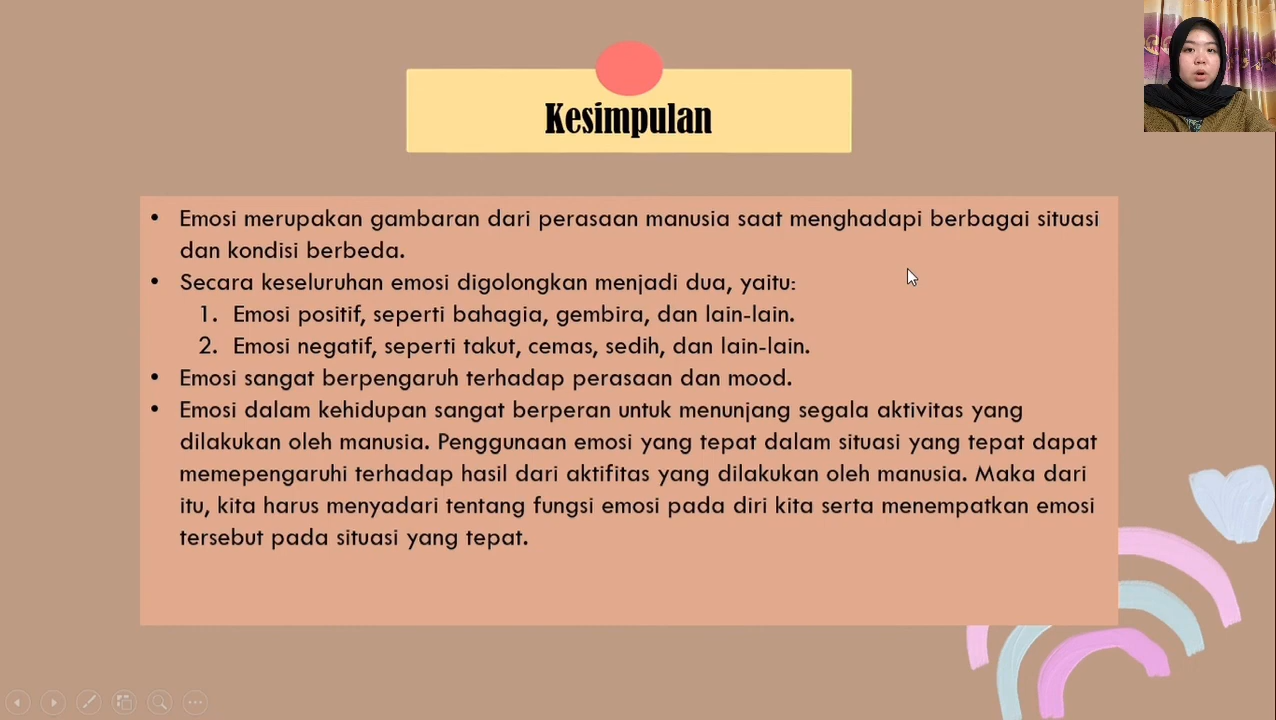 Kesimpulan
• Emosi merupakan gambaran dari perasaan manusia saat menghadapi berbagai situasi
dan kondisi berbeda.
• Secara keseluruhan emosi digolongkan menjadi dua, yaitu:
1. Emosi positif, seperti bahagia, gembira, dan lain-lain.
2. Emosi negatif, seperti takut, cemas, sedih, dan lain-lain.
• Emosi sangat berpengaruh terhadap perasaan dan mood.
• Emosi dalam kehidupan sangat berperan untuk menunjang segala aktivitas yang
dilakukan oleh manusia. Penggunaan emosi yang tepat dalam situasi yang tepat dapat
memepengaruhi terhadap hasil dari aktifitas yang dilakukan oleh manusia. Maka dari
itu, kita harus menyadari tentang fungsi emosi pada diri kita serta menempatkan emosi
tersebut pada situasi yang tepat.